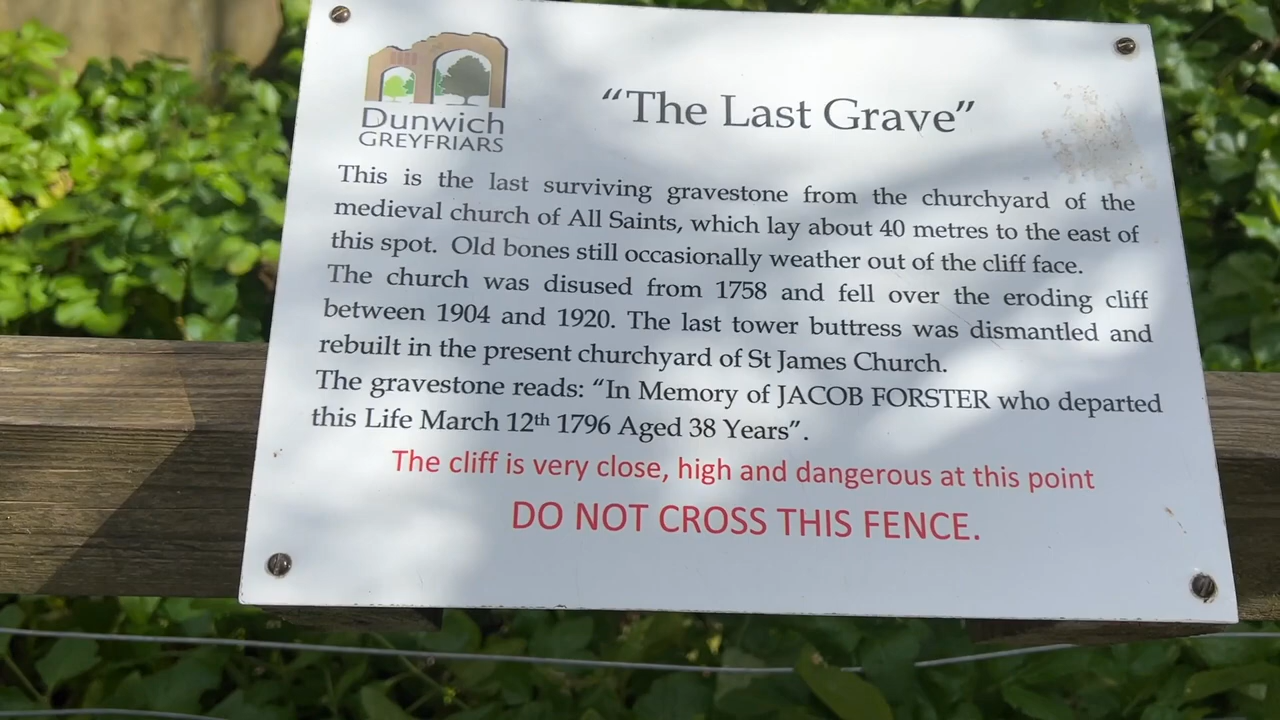 Dunwich
GREYFRIARS
“The Last Grave”
This is the last surviving gravestone from the churchyard of the
medieval church of All Saints, which lay about 40 metres to the east of
this spot. Old bones still occasionally weather out of the cliff face.
The church was disused from 1758 and fell over the eroding cliff
between 1904 and 1920. The last tower buttress was dismantled and
rebuilt in the present churchyard of St James Church.
The gravestone reads: “In Memory of JACOB FORSTER who departed
this Life March 12th 1796 Aged 38 Years”.
The cliff is very close, high and dangerous at this point
DO NOT CROSS THIS FENCE.